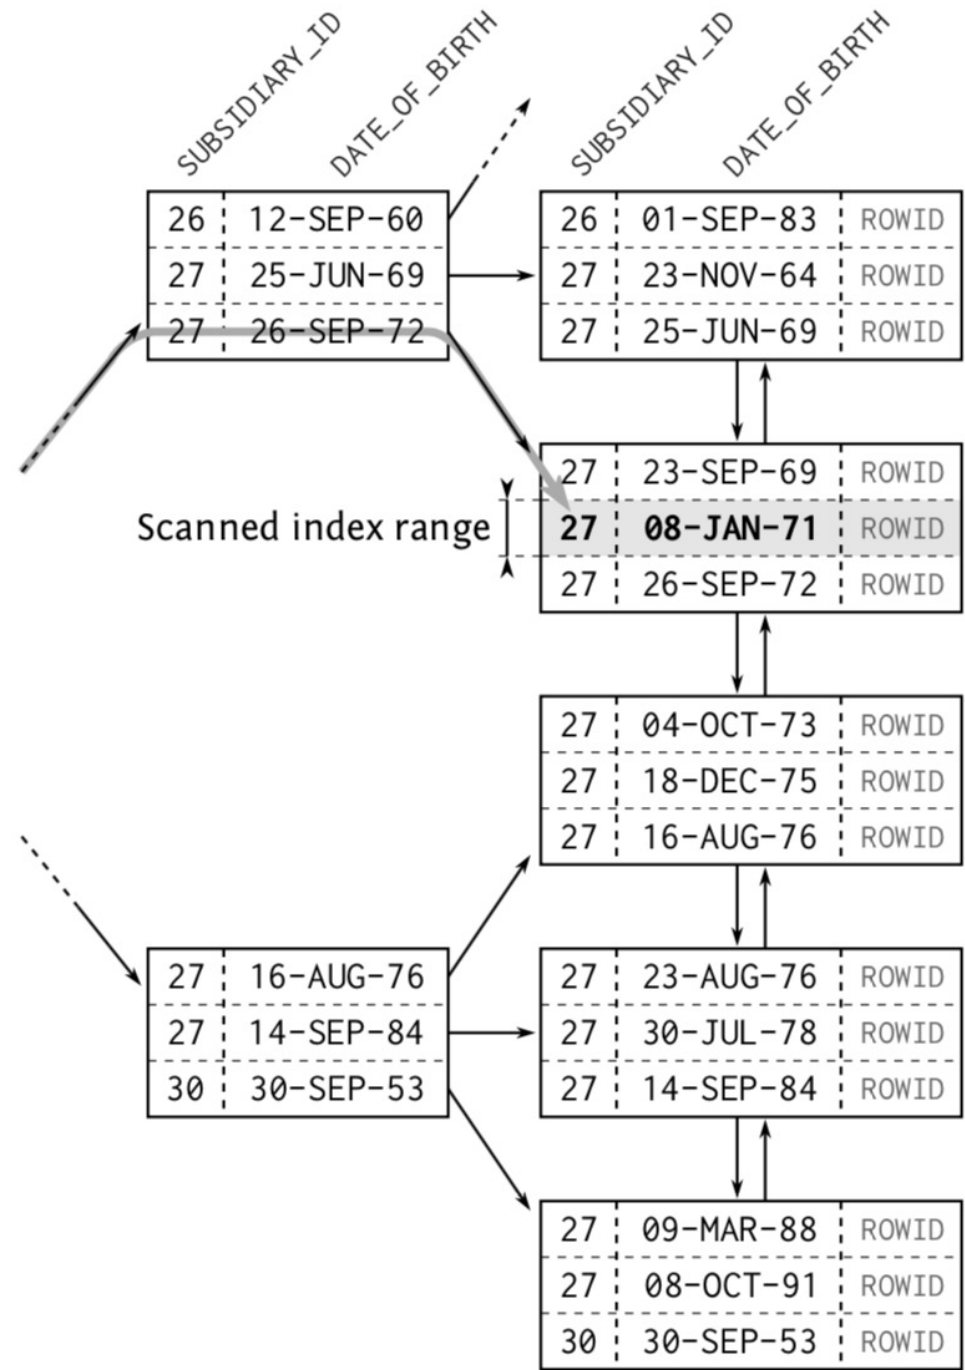 SUBSIDIARY_ID DATE_OF_BIRTH SUBSIDIARY_ID DATE_OF_BIRTH
26 12-SEP-60
27 25-JUN-69
27 26-SEP-72
26 01-SEP-83 ROWID
27 23-NOV-64 ROWID
27 25-JUN-69 ROWID
27 23-SEP-69 ROWID
Scanned index range
27 08-JAN-71 ROWID
27 26-SEP-72 ROWID
27 04-OCT-73 ROWID
27 18-DEC-75 ROWID
27 16-AUG-76 ROWID
27 16-AUG-76
27 14-SEP-84
30 30-SEP-53
27 23-AUG-76 ROWID
27 30-JUL-78 ROWID
27 14-SEP-84 ROWID
27 09-MAR-88 ROWID
27 08-OCT-91 ROWID
30 30-SEP-53 ROWID